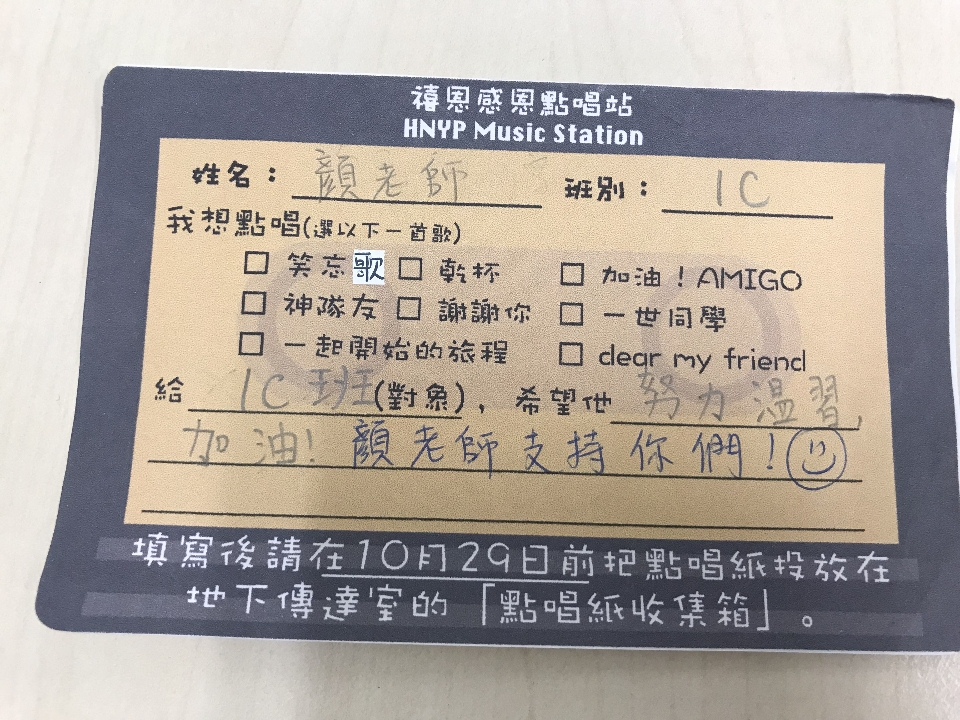 禧恩感恩點唱站
HNYP Music Station
姓名：顏老師 班別：1C
我想點唱(選以下一首歌)
□ 笑忘歌 □ 乾杯 □ 加油！AMIGO
□ 神隊友 □ 謝謝你 □ 一世同學
□ 一起開始的旅程 □ dear my friend
給 1C班(對象)，希望他 努力溫習，
加油! 顏老師支持你們！
填寫後請在10月29日前把點唱紙投放在
地下傳達室的「點唱紙收集箱」。